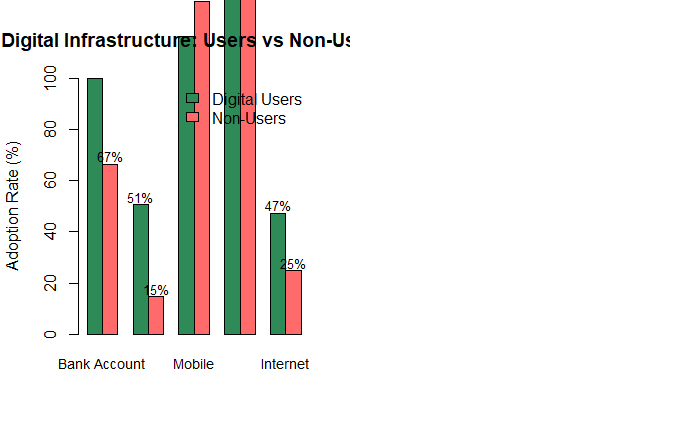 Digital Infrastructure: Users vs Non-Us
Digital Users
Non-Users
Adoption Rate (%)
100
80
60
40
20
0
67%
51%
15%
47%
25%
Bank Account
Mobile
Internet